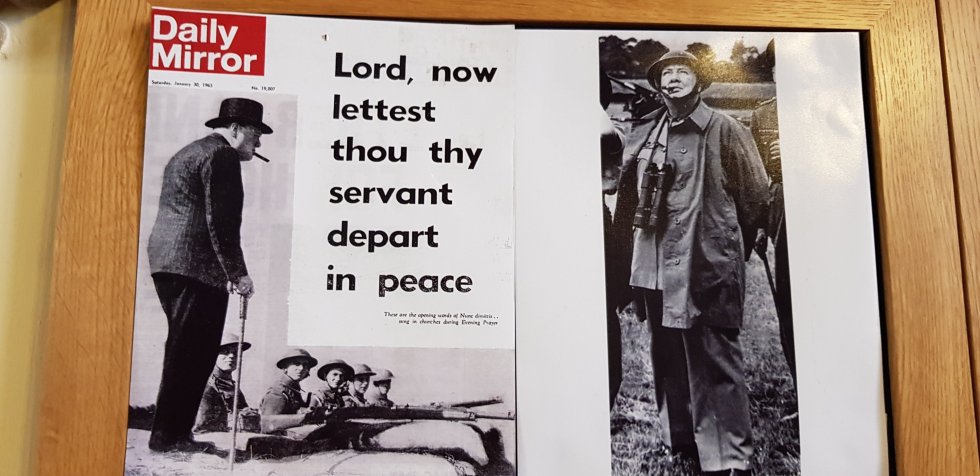 Daily
Mirror
Saturday, January 30, 1965
No. 19,007
Lord, now
lettest
thou thy
servant
depart
in peace
These are the opening words of Nunc dimittis . .
sung in churches during Evening Prayer